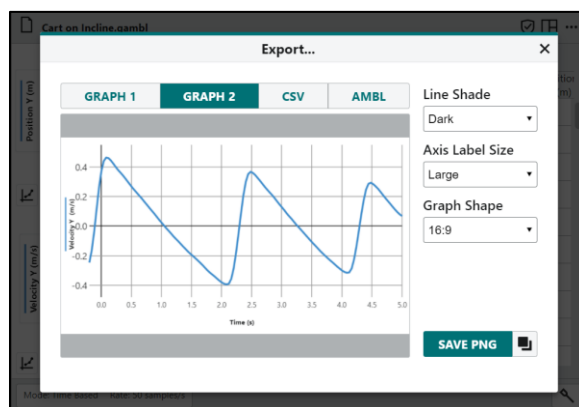 Cart on Incline.gambl
Export...
GRAPH 1
GRAPH 2
CSV
AMBL
Line Shade
Dark
Axis Label Size
Large
Graph Shape
16:9
SAVE PNG
Position Y (m)
Velocity Y (m/s)
Velocity Y (m/s)
0.4
0.2
0.0
-0.2
-0.4
0.0 0.5 1.0 1.5 2.0 2.5 3.0 3.5 4.0 4.5 5.0
Time (s)
Mode: Time Based Rate: 50 samples/s